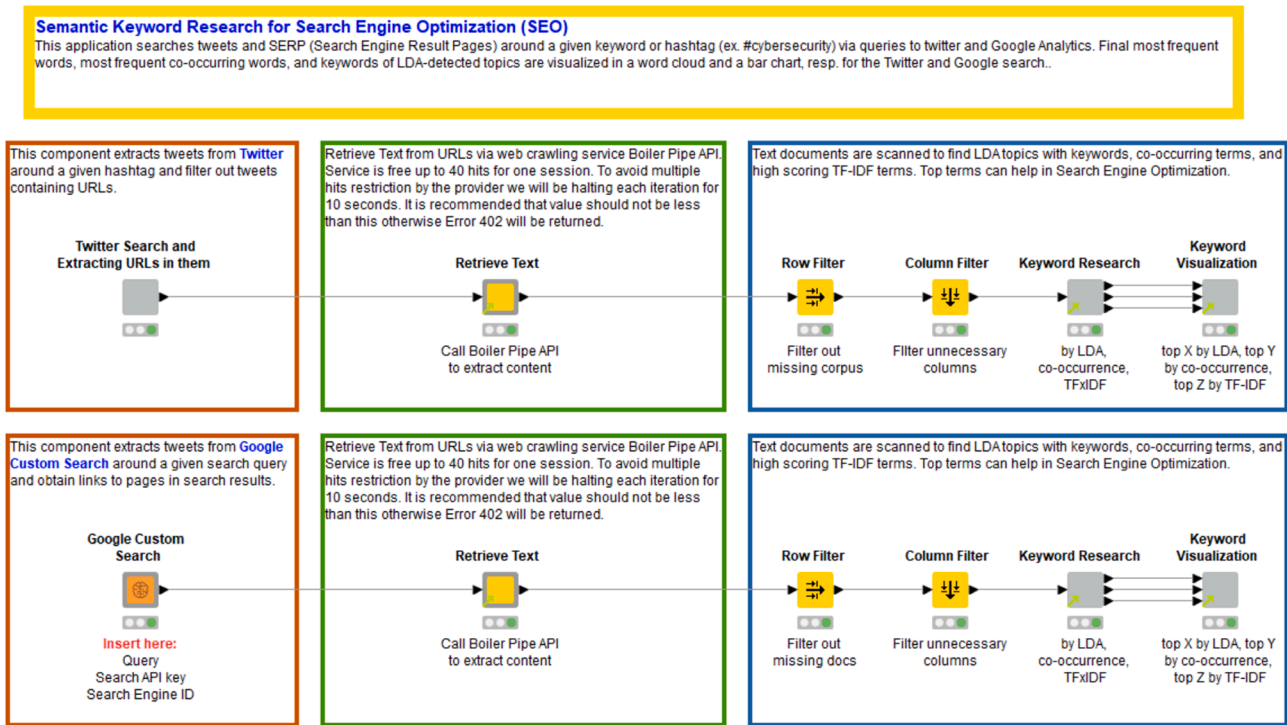 Semantic Keyword Research for Search Engine Optimization (SEO)
This application searches tweets and SERP (Search Engine Result Pages) around a given keyword or hashtag (ex. #cybersecurity) via queries to twitter and Google Analytics. Final most frequent
words, most frequent co-occurring words, and keywords of LDA-detected topics are visualized in a word cloud and a bar chart, resp. for the Twitter and Google search..
This component extracts tweets from Twitter
around a given hashtag and filter out tweets
containing URLs.
Twitter Search and
Extracting URLs in them
Retrieve Text from URLs via web crawling service Boiler Pipe API.
Service is free up to 40 hits for one session. To avoid multiple
hits restriction by the provider we will be halting each iteration for
10 seconds. It is recommended that value should not be less
than this otherwise Error 402 will be returned.
Retrieve Text
Call Boiler Pipe API
to extract content
Text documents are scanned to find LDA topics with keywords, co-occurring terms, and
high scoring TF-IDF terms. Top terms can help in Search Engine Optimization.
Row Filter
Filter out
missing corpus
Column Filter
FIlter unnecessary
columns
Keyword Research
by LDA,
co-occurrence,
TFxIDF
Keyword
Visualization
top X by LDA, top Y
by co-occurrence,
top Z by TF-IDF
This component extracts tweets from Google
Custom Search around a given search query
and obtain links to pages in search results.
Google Custom
Search
Insert here:
Query
Search API key
Search Engine ID
Retrieve Text from URLs via web crawling service Boiler Pipe API.
Service is free up to 40 hits for one session. To avoid multiple
hits restriction by the provider we will be halting each iteration for
10 seconds. It is recommended that value should not be less
than this otherwise Error 402 will be returned.
Retrieve Text
Call Boiler Pipe API
to extract content
Text documents are scanned to find LDA topics with keywords, co-occurring terms, and
high scoring TF-IDF terms. Top terms can help in Search Engine Optimization.
Row Filter
Filter out
missing docs
Column Filter
Filter unnecessary
columns
Keyword Research
by LDA,
co-occurrence,
TFxIDF
Keyword
Visualization
top X by LDA, top Y
by co-occurrence,
top Z by TF-IDF